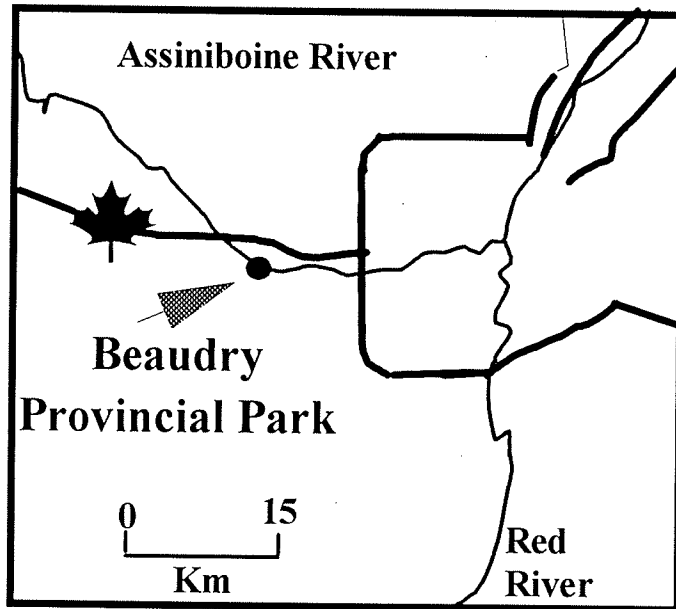 Assiniboine River
Beaudry
Provincial Park
0 15
Km
Red
River